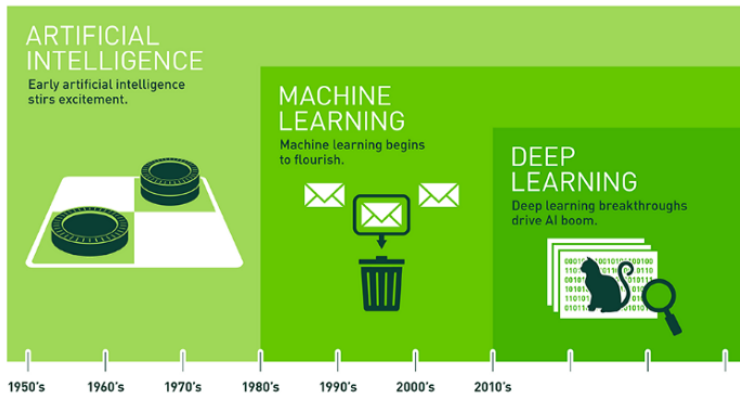 ARTIFICIAL
INTELLIGENCE
Early artificial intelligence
stirs excitement.
MACHINE
LEARNING
Machine learning begins
to flourish.
DEEP
LEARNING
Deep learning breakthroughs
drive AI boom.
1950's
1960's
1970's
1980's
1990's
2000's
2010's